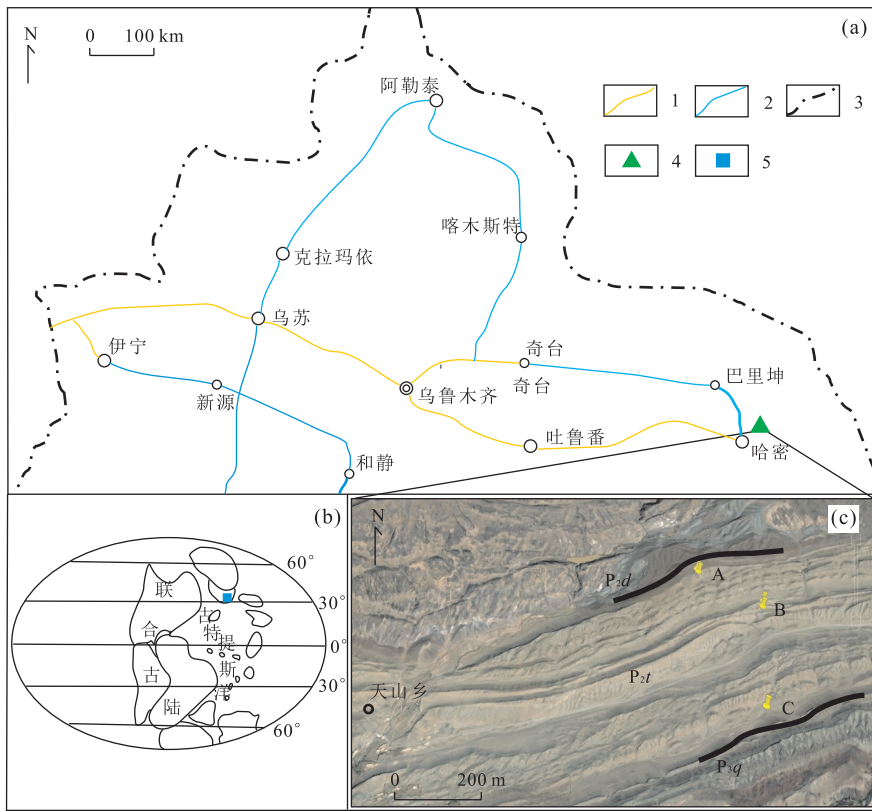 (a)
N
0 100 km
阿勒泰
1
2
3
4
5
喀木斯特
克拉玛依
乌苏
伊宁
新源
奇台
奇台
巴里坤
乌鲁木齐
吐鲁番
哈密
和静
(b)
60°
30°
0°
30°
60°
联合古陆
古特提斯洋
(c)
N
P₂d
A
B
P₂t
天山乡
C
P₃q
0 200 m